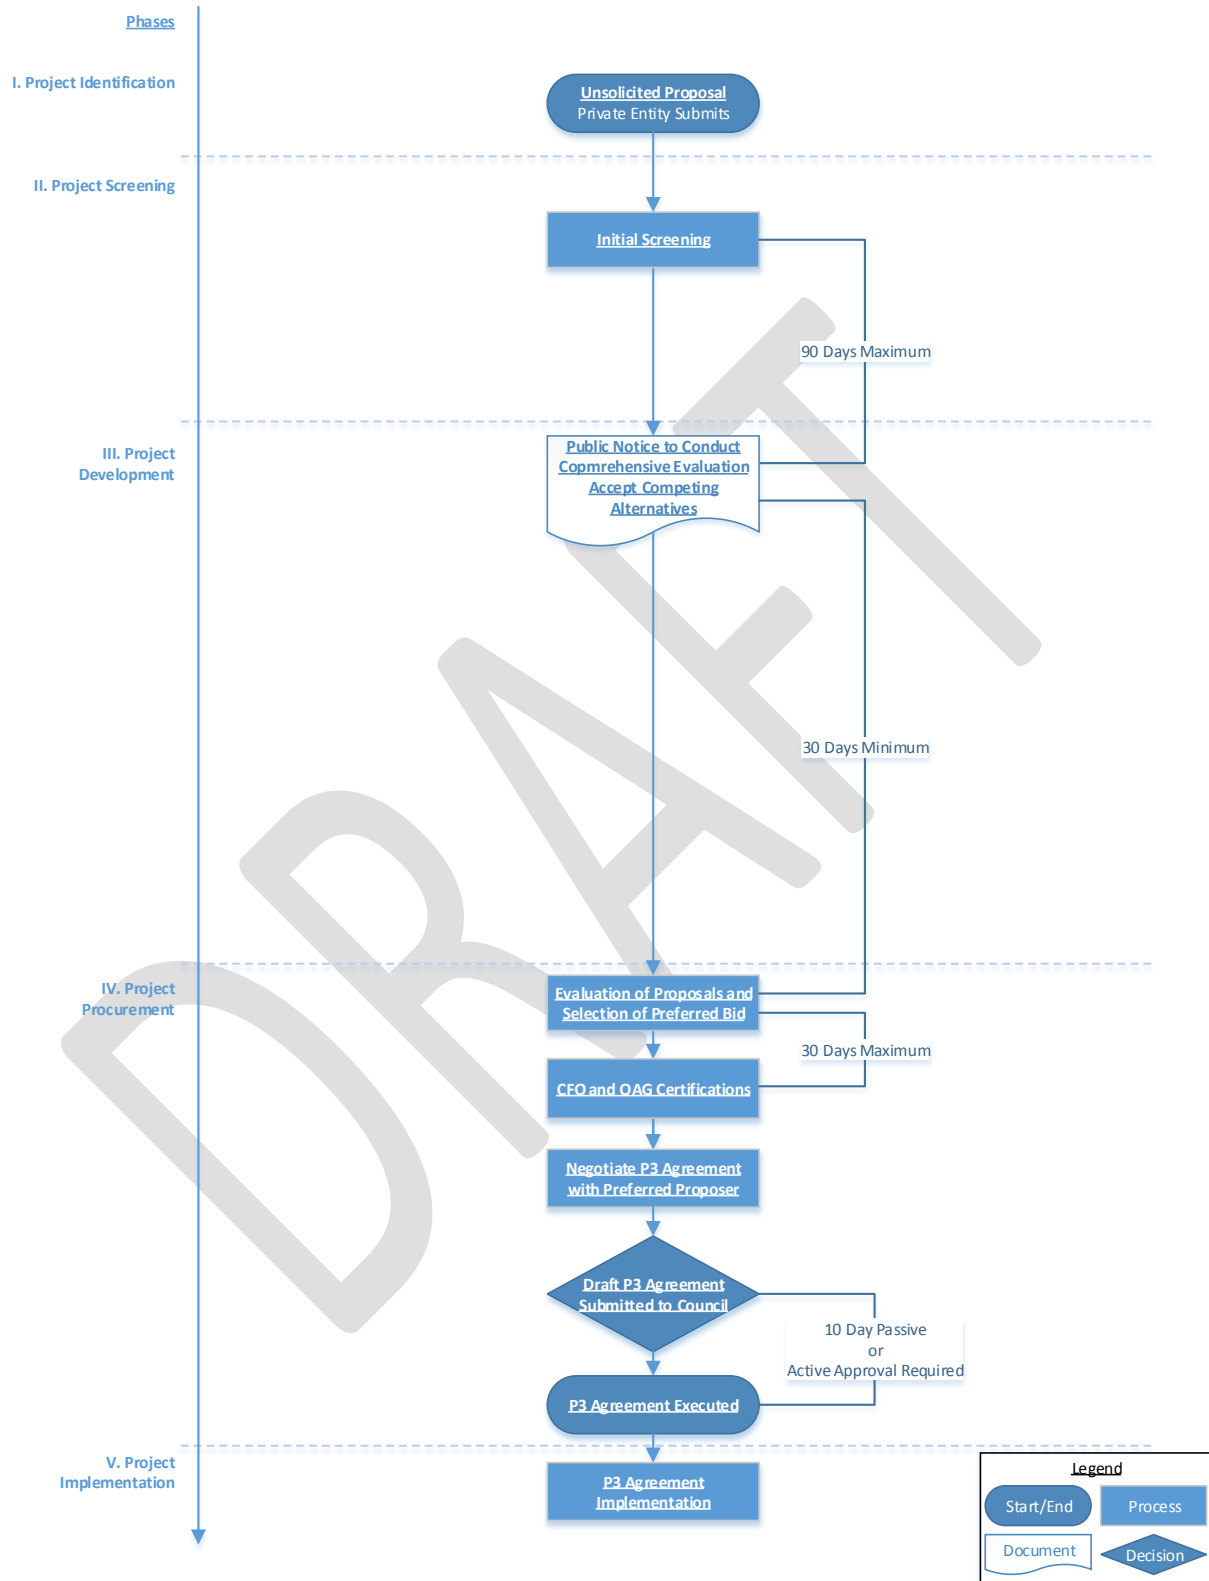 Phases
I. Project Identification
Unsolicited Proposal
Private Entity Submits
II. Project Screening
Initial Screening
90 Days Maximum
III. Project
Development
Public Notice to Conduct
Copmrehensive Evaluation
Accept Competing
Alternatives
30 Days Minimum
IV. Project
Procurement
Evaluation of Proposals and
Selection of Preferred Bid
30 Days Maximum
CFO and OAG Certifications
Negotiate P3 Agreement
with Preferred Proposer
Draft P3 Agreement
Submitted to Council
10 Day Passive
or
Active Approval Required
P3 Agreement Executed
V. Project
Implementation
P3 Agreement
Implementation
Legend
Start/End
Process
Document
Decision
DRAFT